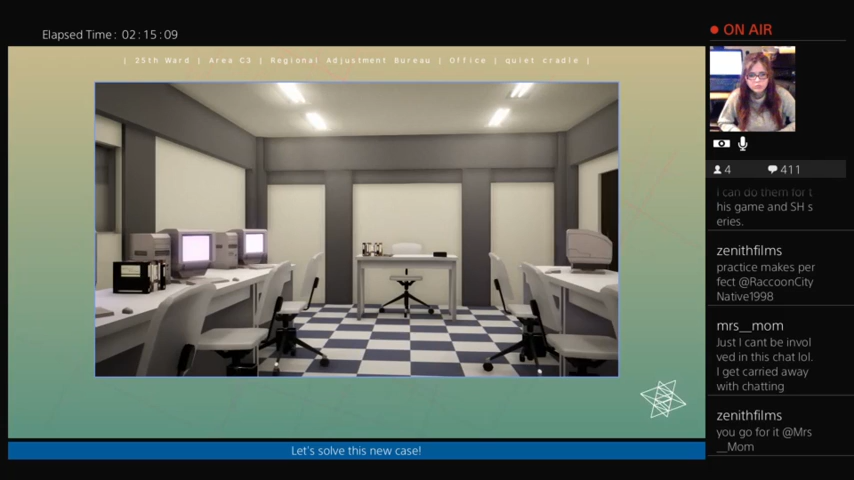 Elapsed Time: 02:15:09
ON AIR
| 25th Ward | Area C3 | Regional Adjustment Bureau | Office | quiet cradle |
4 411
I can do them for t
his game and SH s
eries.
zenithfilms
practice makes per
fect @RaccoonCity
Native1998
mrs__mom
Just I cant be invol
ved in this chat lol.
I get carried away
with chatting
zenithfilms
you go for it @Mrs
__Mom
Let's solve this new case!